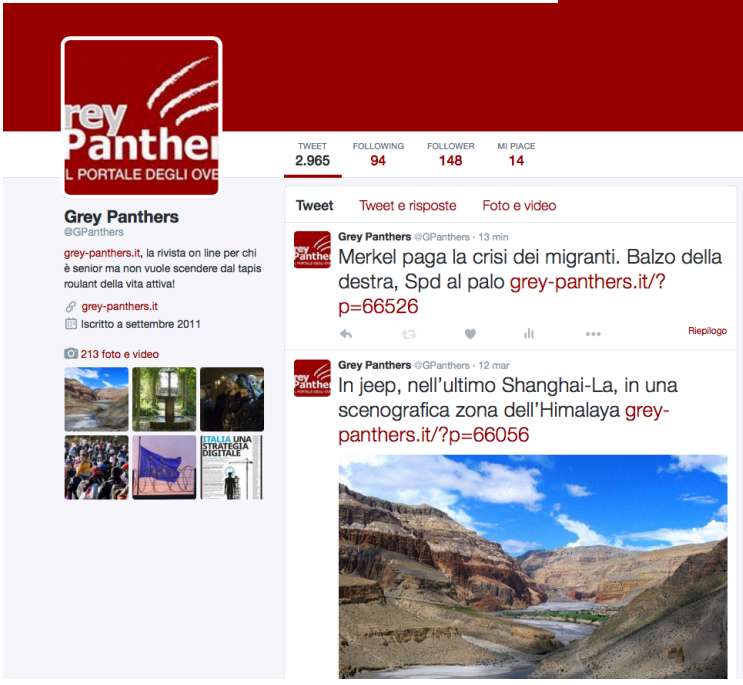 rey
Panther
L PORTALE DEGLI OVE
TWEET
2.965
FOLLOWING
94
FOLLOWER
148
MI PIACE
14
Grey Panthers
@GPanthers
grey-panthers.it, la rivista on line per chi
è senior ma non vuole scendere dal tapis
roulant della vita attiva!
grey-panthers.it
Iscritto a settembre 2011
213 foto e video
ITALIA UNA
STRATEGIA
DIGITALE
Tweet Tweet e risposte Foto e video
Grey Panthers @GPanthers · 13 min
Merkel paga la crisi dei migranti. Balzo della
destra, Spd al palo grey-panthers.it/?
p=66526
Riepilogo
Grey Panthers @GPanthers · 12 mar
In jeep, nell'ultimo Shanghai-La, in una
scenografica zona dell'Himalaya grey-
panthers.it/?p=66056